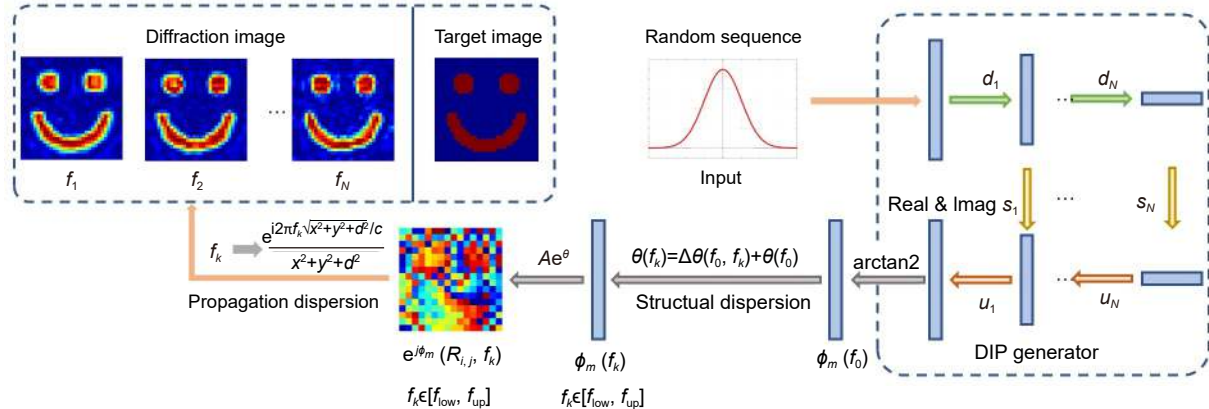 Diffraction image
Target image
Random sequence
f1
f2
...
fN
Input
d1
...
dN
Real & Imag s1
...
sN
u1
...
uN
DIP generator
arctan2
ϕm (f0)
θ(fk)=Δθ(f0, fk)+θ(f0)
Structual dispersion
ϕm (fk)
fkϵ[flow, fup]
Aeθ
ejϕm (Ri, j, fk)
fkϵ[flow, fup]
fk
ei2πfk√x2+y2+d2/c
x2+y2+d2
Propagation dispersion